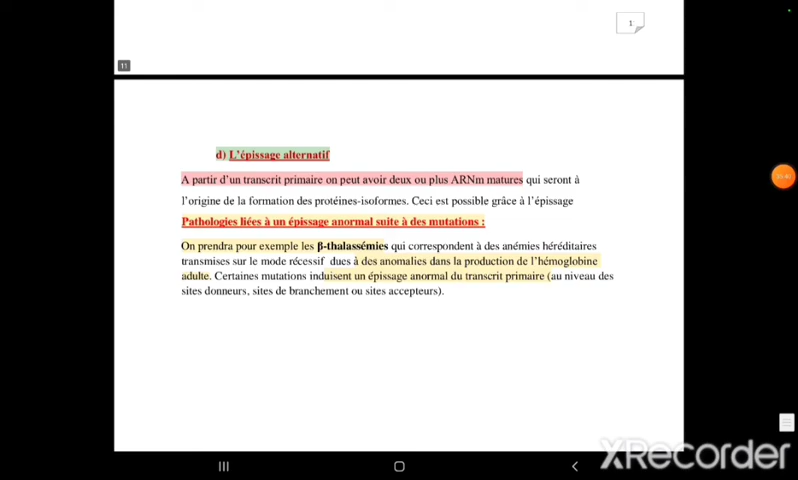 1
11
d) L'épissage alternatif
A partir d'un transcrit primaire on peut avoir deux ou plus ARNm matures qui seront à
l'origine de la formation des protéines-isoformes. Ceci est possible grâce à l'épissage
Pathologies liées à un épissage anormal suite à des mutations :
On prendra pour exemple les β-thalassémies qui correspondent à des anémies héréditaires
transmises sur le mode récessif dues à des anomalies dans la production de l'hémoglobine
adulte. Certaines mutations induisent un épissage anormal du transcrit primaire (au niveau des
sites donneurs, sites de branchement ou sites accepteurs).
XRecorder